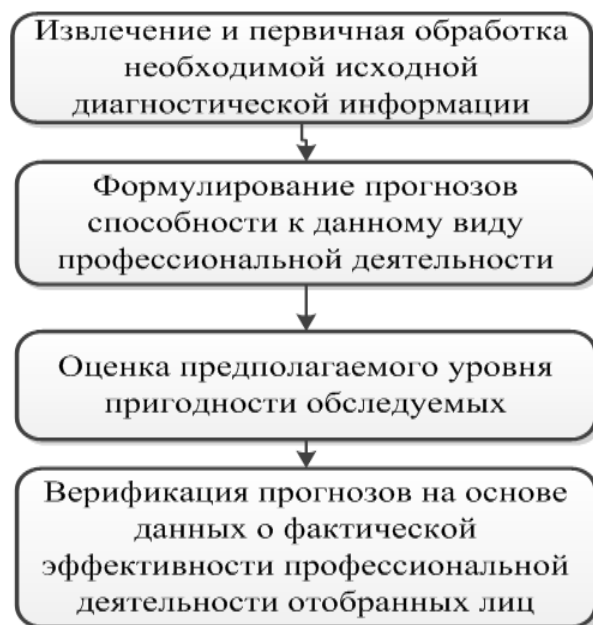 Извлечение и первичная обработка
необходимой исходной
диагностической информации
Формулирование прогнозов
способности к данному виду
профессиональной деятельности
Оценка предполагаемого уровня
пригодности обследуемых
Верификация прогнозов на основе
данных о фактической
эффективности профессиональной
деятельности отобранных лиц